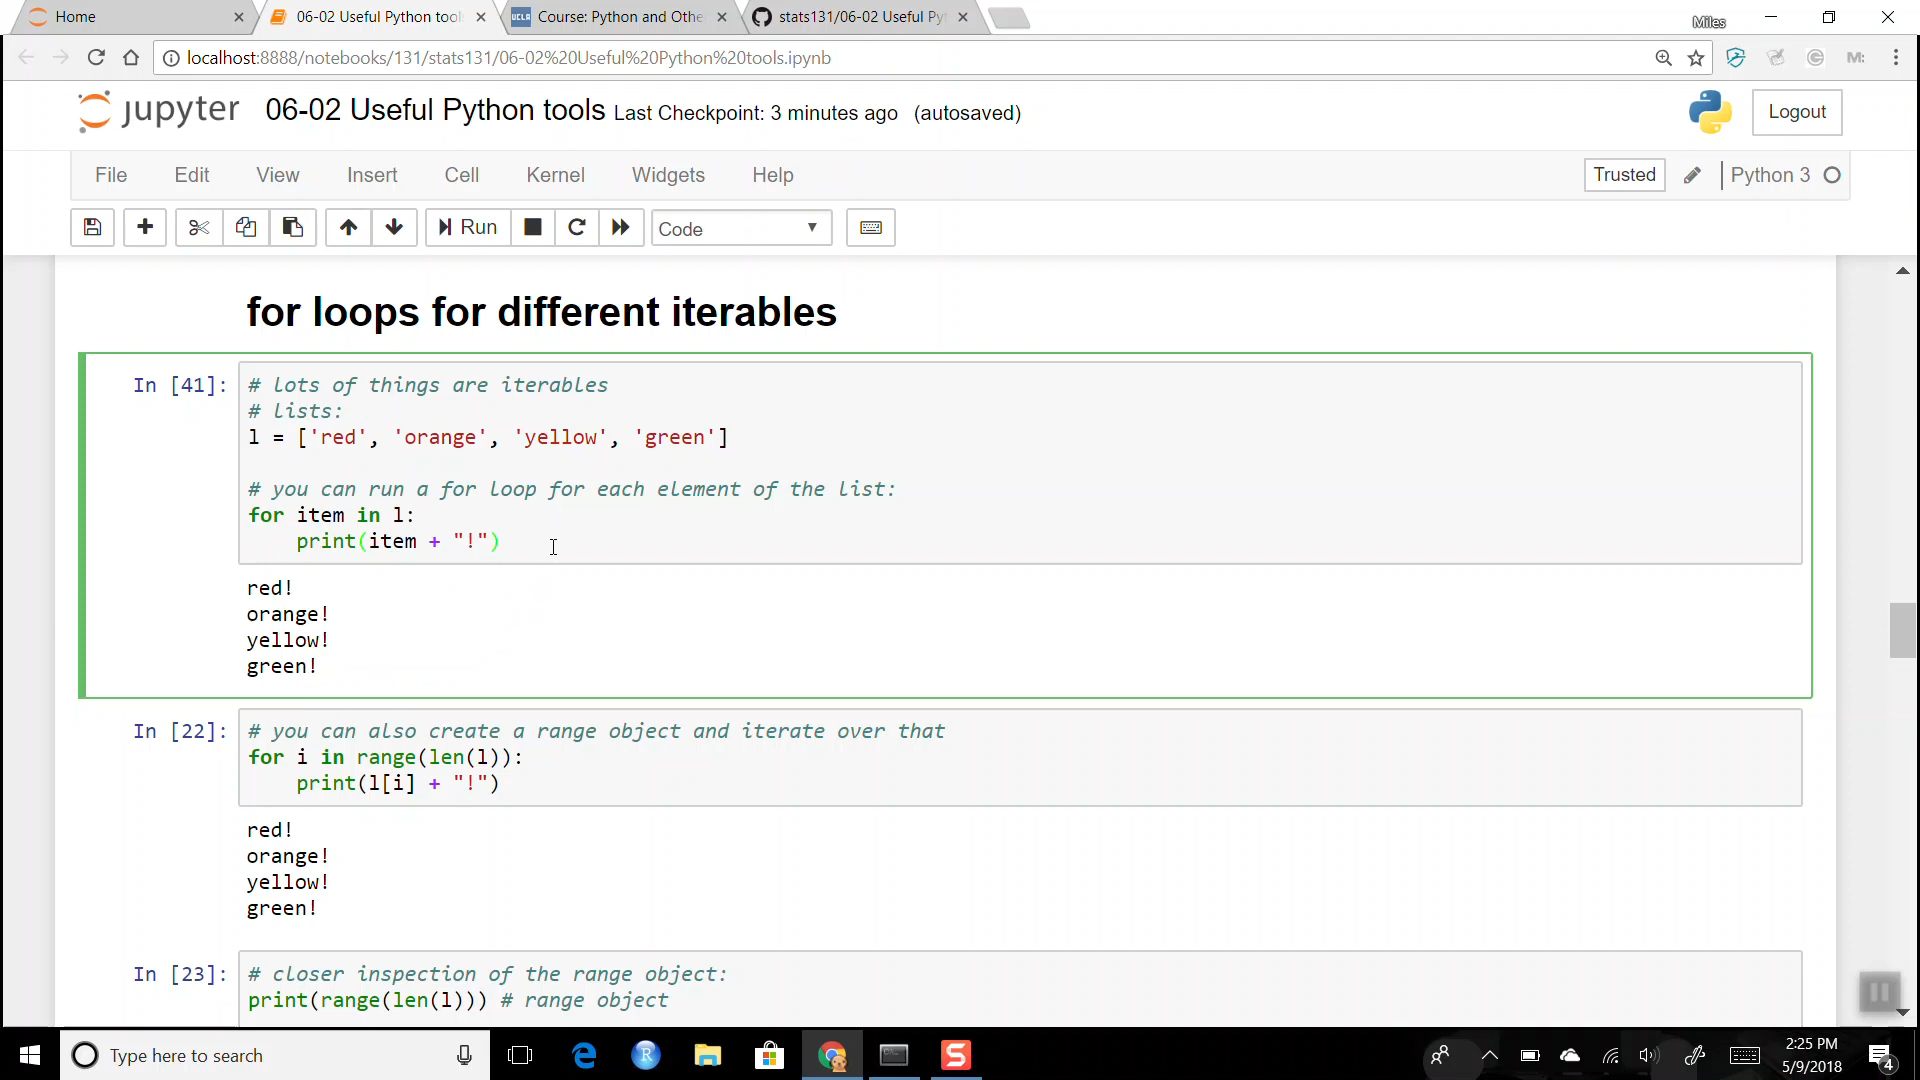 Home
06-02 Useful Python tool
UCLA
Course: Python and Othe
stats131/06-02 Useful Py
Miles
localhost:8888/notebooks/131/stats131/06-02%20Useful%20Python%20tools.ipynb
M:
jupyter
06-02 Useful Python tools Last Checkpoint: 3 minutes ago (autosaved)
Logout
File Edit View Insert Cell Kernel Widgets Help
Trusted
Python 3
Run
Code
for loops for different iterables
In [41]:
# lots of things are iterables
# lists:
l = ['red', 'orange', 'yellow', 'green']
# you can run a for loop for each element of the list:
for item in l:
    print(item + "!")
red!
orange!
yellow!
green!
In [22]:
# you can also create a range object and iterate over that
for i in range(len(l)):
    print(l[i] + "!")
red!
orange!
yellow!
green!
In [23]:
# closer inspection of the range object:
print(range(len(l))) # range object
Type here to search
R
S
2:25 PM
5/9/2018
4